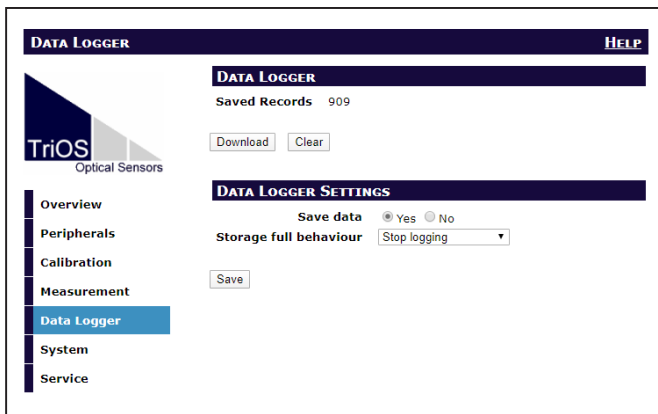 DATA LOGGER HELP
TriOS
Optical Sensors
Overview
Peripherals
Calibration
Measurement
Data Logger
System
Service
DATA LOGGER
Saved Records 909
Download Clear
DATA LOGGER SETTINGS
Save data Yes No
Storage full behaviour Stop logging
Save